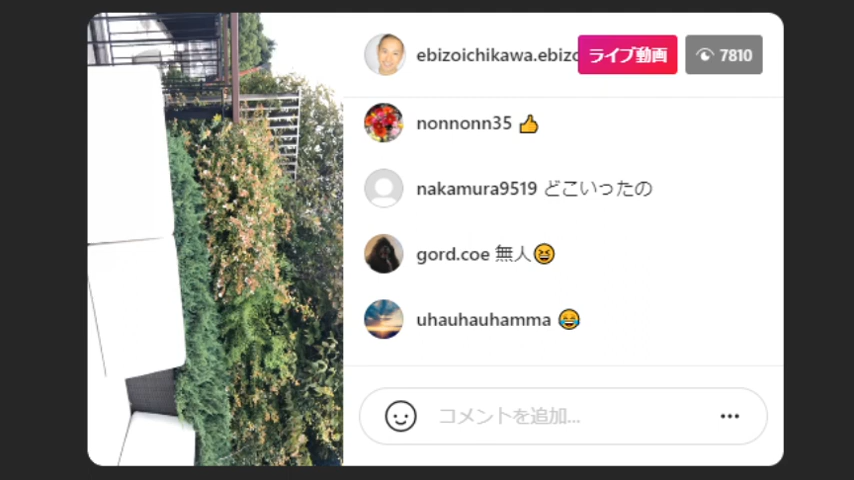 ebizoichikawa.ebizo
ライブ動画
7810
nonnonn35 👍
nakamura9519 どこいったの
gord.coe 無人😆
uhauhauhamma 😂
コメントを追加...